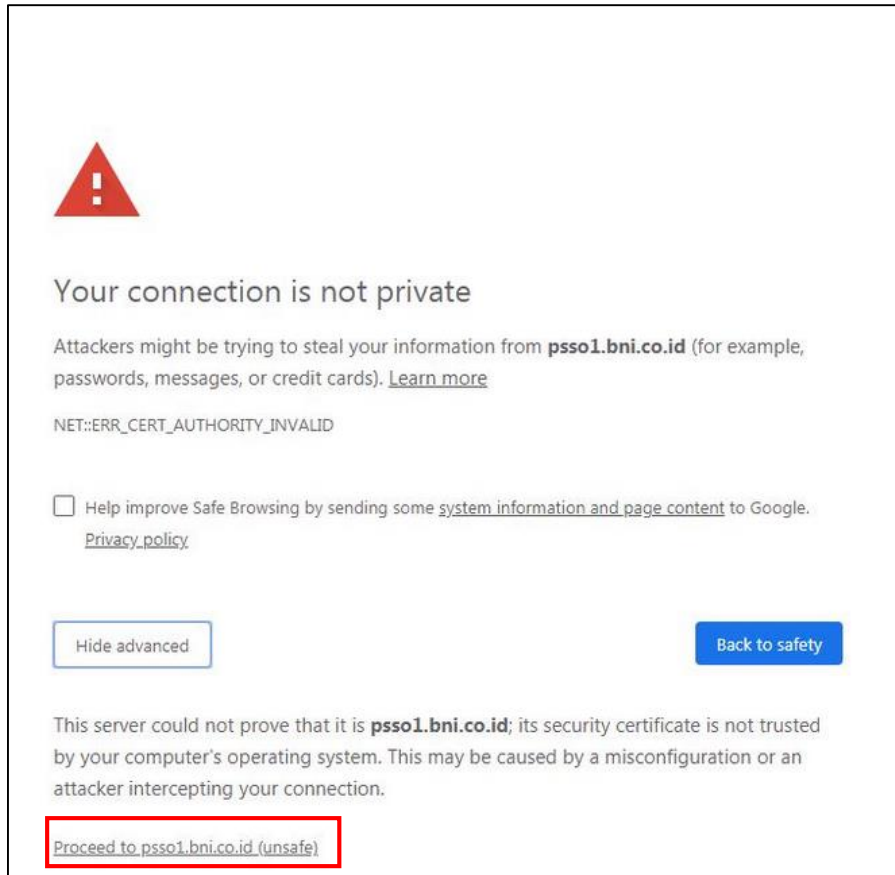 Your connection is not private
Attackers might be trying to steal your information from psso1.bni.co.id (for example,
passwords, messages, or credit cards). Learn more
NET::ERR_CERT_AUTHORITY_INVALID
Help improve Safe Browsing by sending some system information and page content to Google.
Privacy policy
Hide advanced
Back to safety
This server could not prove that it is psso1.bni.co.id; its security certificate is not trusted
by your computer's operating system. This may be caused by a misconfiguration or an
attacker intercepting your connection.
Proceed to psso1.bni.co.id (unsafe)